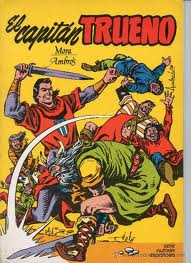 El capitán TRUENO
Mora
Ambrós
serie
autores
españoles